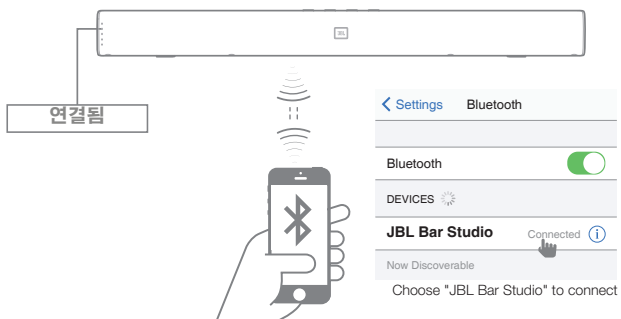 JBL
연결됨
Settings Bluetooth
Bluetooth
DEVICES
JBL Bar Studio Connected
Now Discoverable
Choose "JBL Bar Studio" to connect